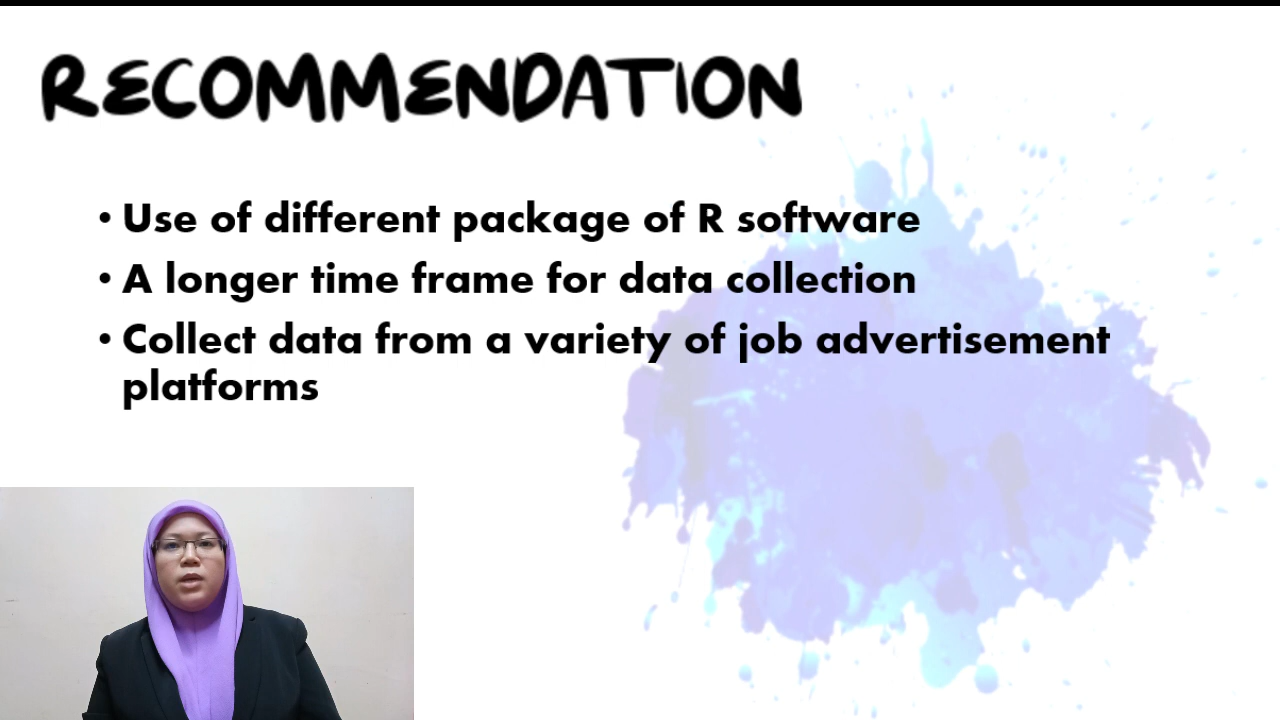 RECOMMENDATION
• Use of different package of R software
• A longer time frame for data collection
• Collect data from a variety of job advertisement
platforms